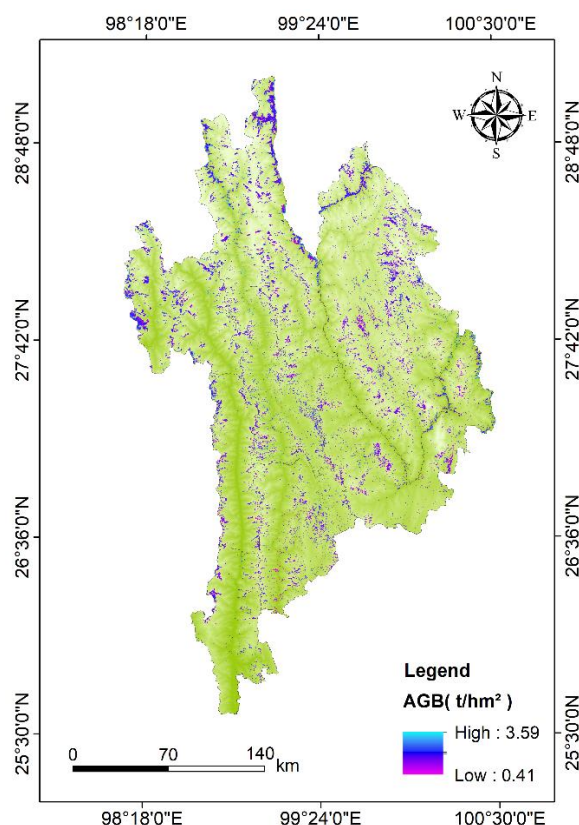 98°18'0"E 99°24'0"E 100°30'0"E
N
W E
S
28°48'0"N 28°48'0"N
27°42'0"N 27°42'0"N
26°36'0"N 26°36'0"N
25°30'0"N 25°30'0"N
Legend
AGB( t/hm² )
High : 3.59
Low : 0.41
0 70 140
km
98°18'0"E 99°24'0"E 100°30'0"E